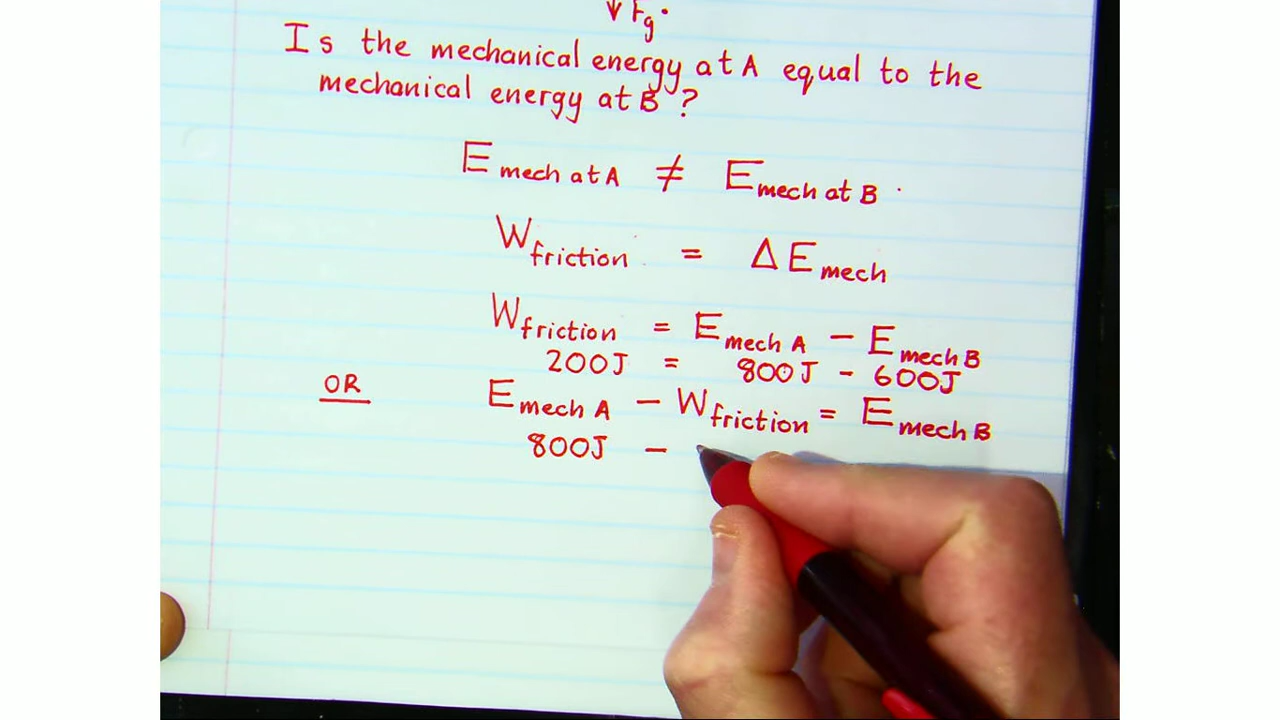 Fg.
Is the mechanical energy at A equal to the
mechanical energy at B?
E mech at A ≠ E mech at B.
W friction = ΔE mech
W friction = E mech A − E mech B
200J = 800J - 600J
OR E mech A − W friction = E mech B
800J −